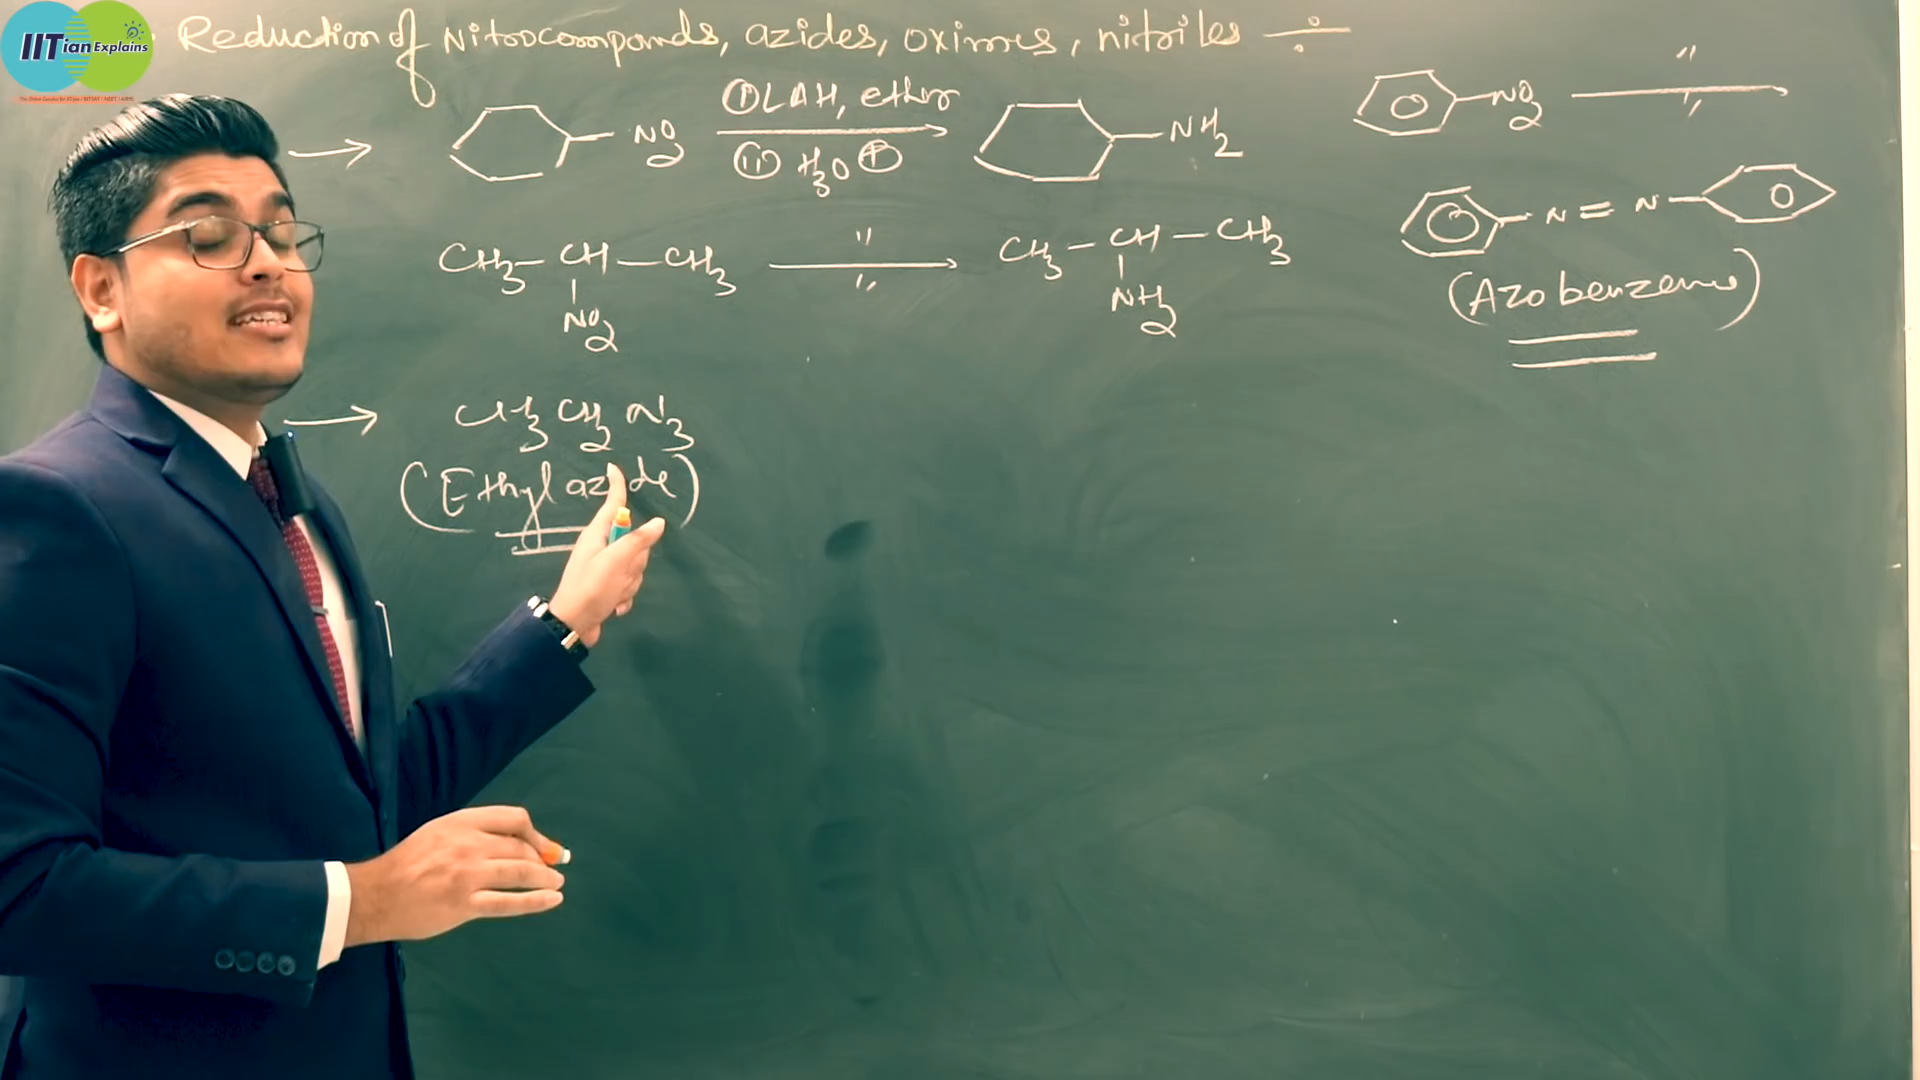 IITian Explains
Reduction of Nitrocompounds, azides, oximes, nitriles ÷
→ NO2 (i) LAH, ether (ii) H3O⊕ NH2
CH3 - CH - CH3 " " CH3 - CH - CH3
NO2 NH2
NO2 " "
N = N
(Azobenzene)
→ CH3 CH2 N3
(Ethyl azide)